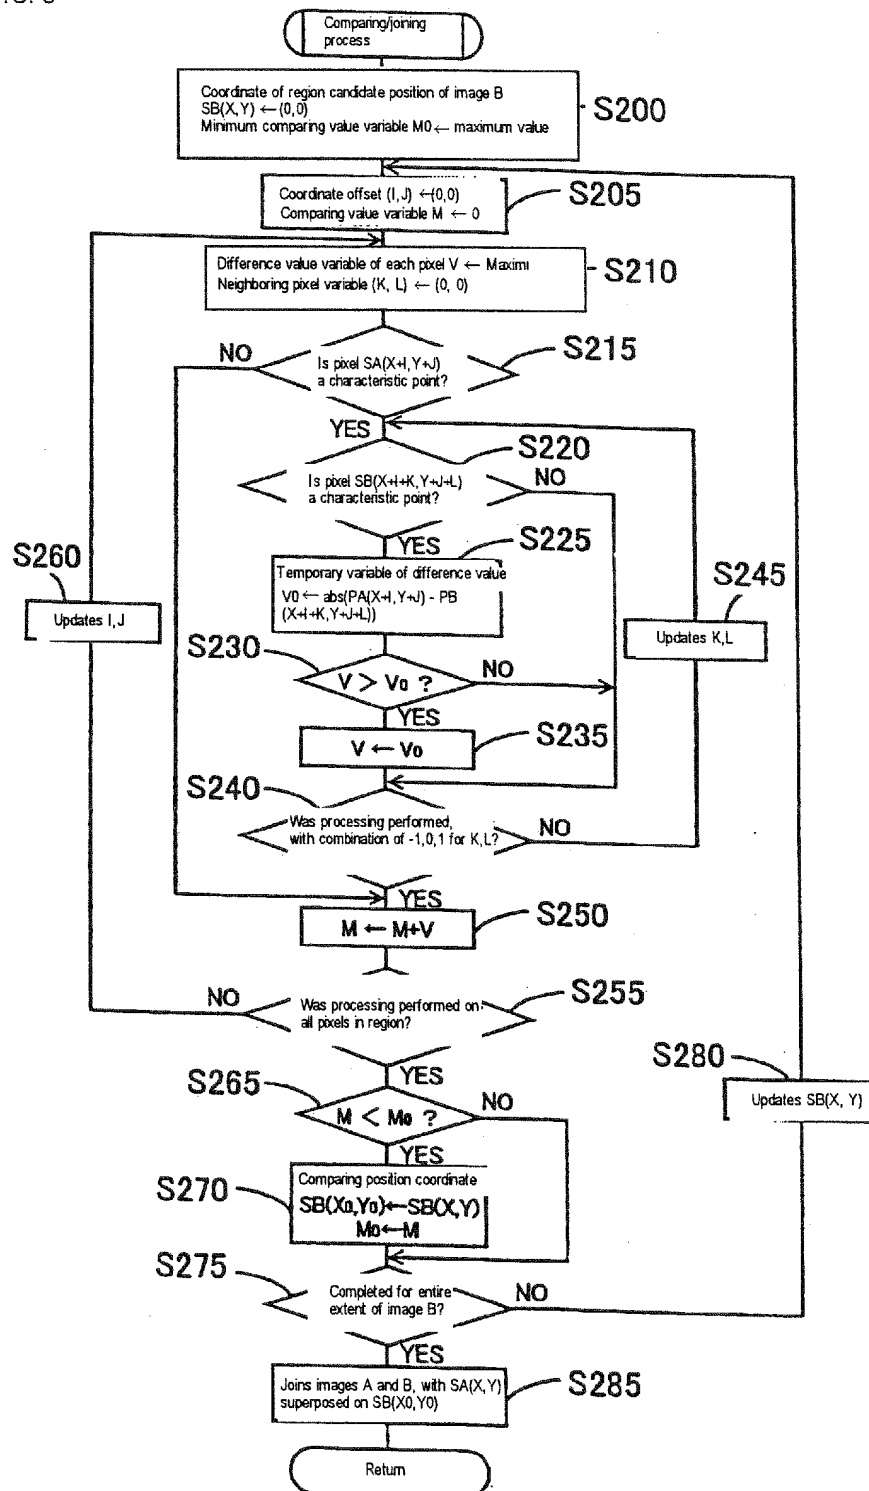 Comparing/joining
process
Coordinate of region candidate position of image B
SB(X,Y) ←(0,0)
Minimum comparing value variable M0← maximum value
S200
Coordinate offset (I,J) ←(0,0)
Comparing value variable M ← 0
S205
Difference value variable of each pixel V ← Maximi
Neighboring pixel variable (K, L) ← (0, 0)
S210
NO
Is pixel SA(X+I,Y+J)
a characteristic point?
S215
YES
S220
Is pixel SB(X+I+K,Y+J+L)
a characteristic point?
NO
YES
S225
Temporary variable of difference value
V0 ← abs(PA(X+I,Y+J) - PB
(X+I+K,Y+J+L))
S260
Updates I,J
S245
Updates K,L
S230
V > V0 ?
NO
YES
V ← V0
S235
S240
Was processing performed,
with combination of -1,0,1 for K,L?
NO
YES
M ← M+V
S250
NO
Was processing performed on
all pixels in region?
S255
YES
S280
Updates SB(X, Y)
S265
M < M0 ?
NO
YES
S270
Comparing position coordinate
SB(X0,Y0)←SB(X,Y)
M0←M
S275
Completed for entire
extent of image B?
NO
YES
Joins images A and B, with SA(X,Y)
superposed on SB(X0,Y0)
S285
Return